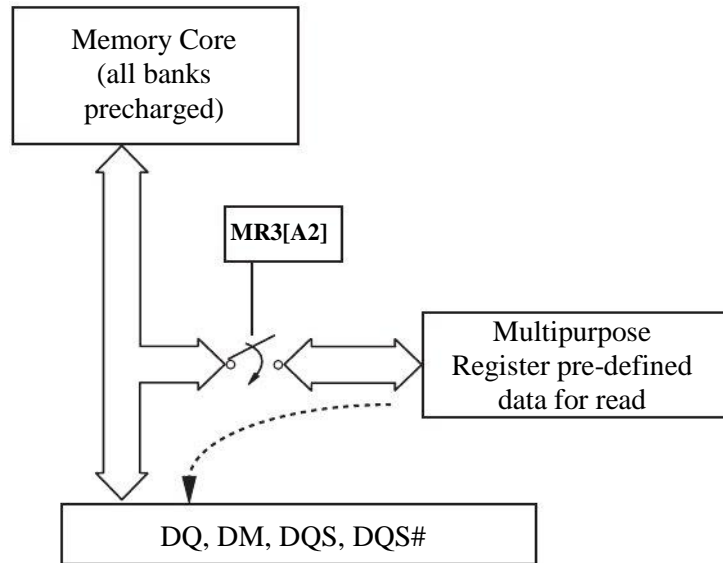 Memory Core
(all banks
precharged)
MR3[A2]
Multipurpose
Register pre-defined
data for read
DQ, DM, DQS, DQS#